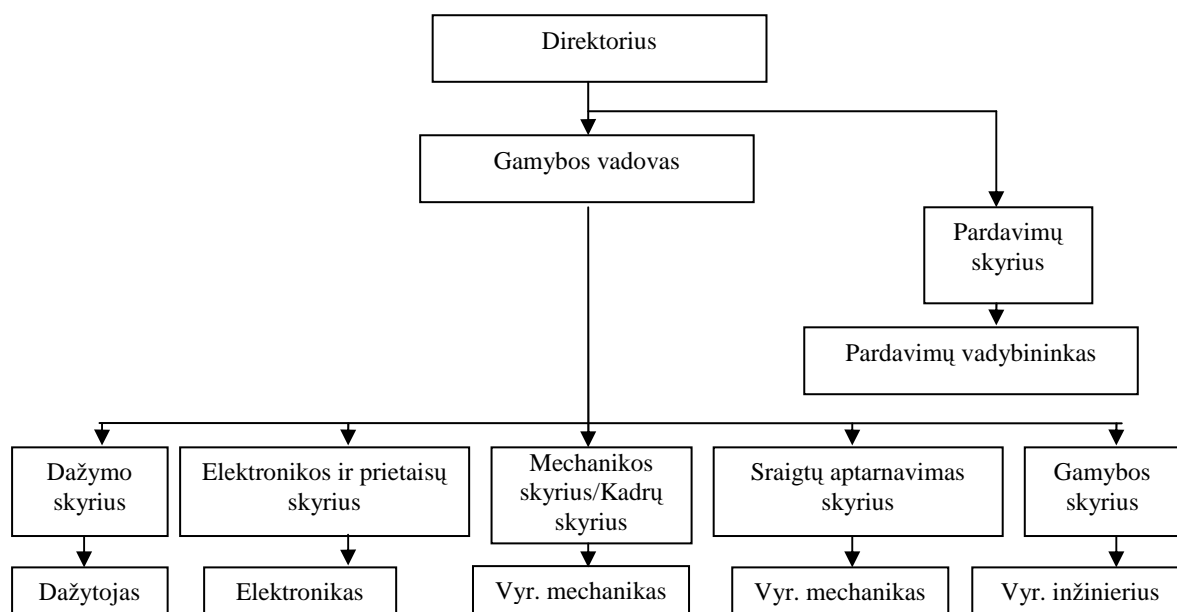 Direktorius
Gamybos vadovas
Pardavimų
skyrius
Pardavimų vadybininkas
Dažymo
skyrius
Elektronikos ir prietaisų
skyrius
Mechanikos
skyrius/Kadrų
skyrius
Sraigtų aptarnavimas
skyrius
Gamybos
skyrius
Dažytojas
Elektronikas
Vyr. mechanikas
Vyr. mechanikas
Vyr. inžinierius